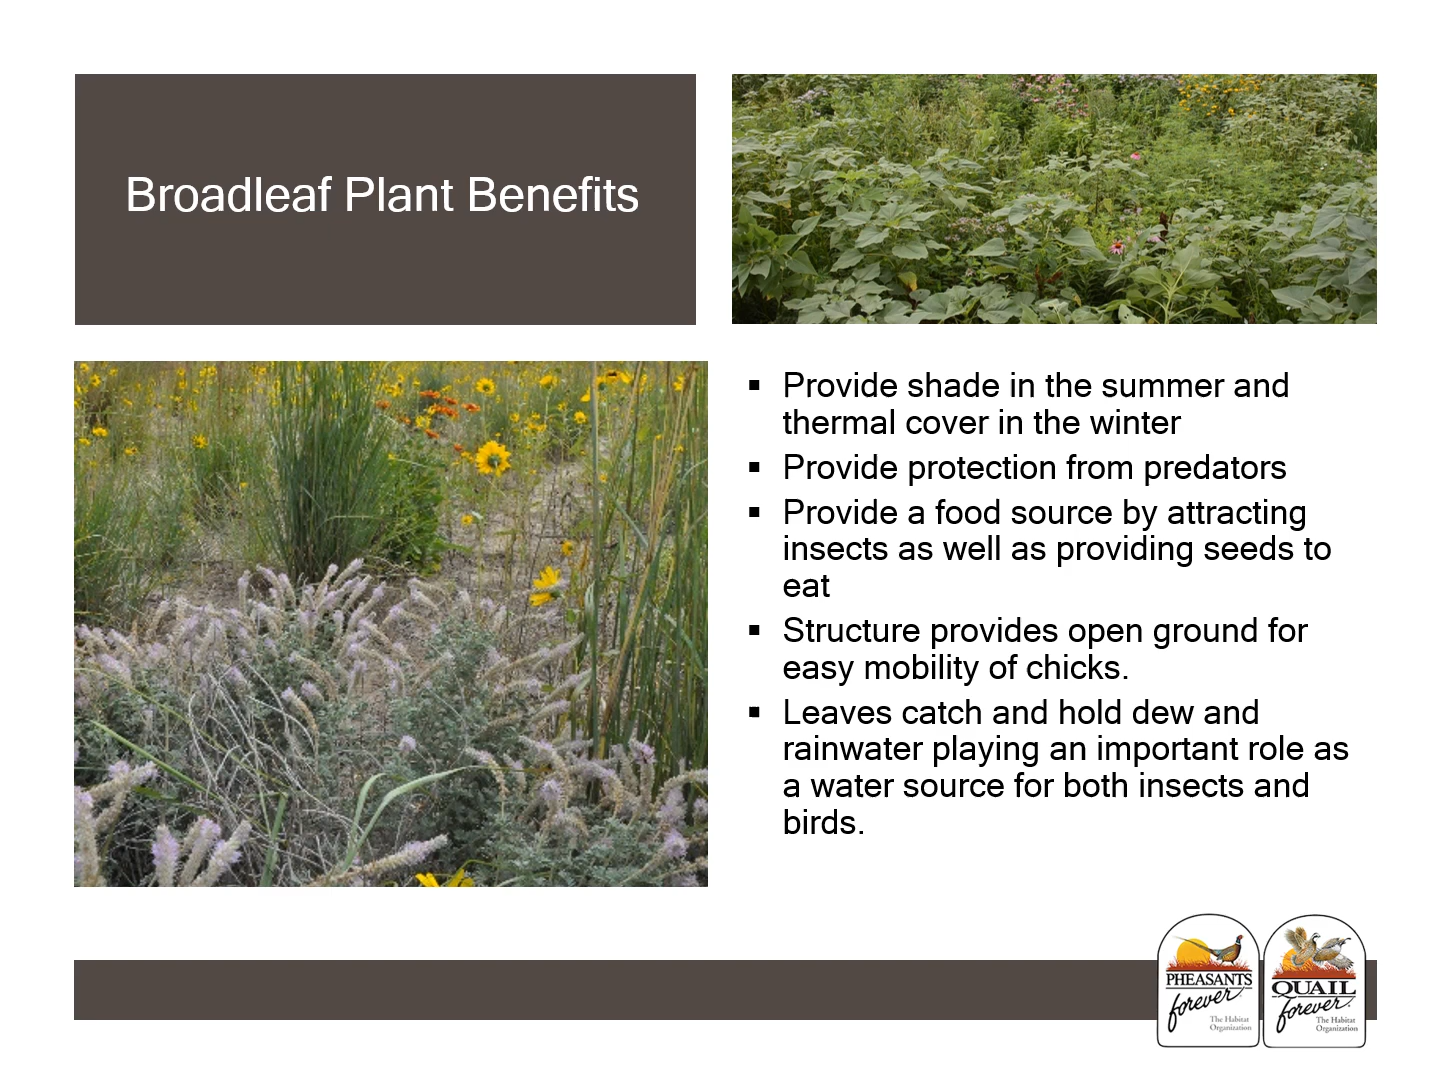 Broadleaf Plant Benefits
▪ Provide shade in the summer and
thermal cover in the winter
▪ Provide protection from predators
▪ Provide a food source by attracting
insects as well as providing seeds to
eat
▪ Structure provides open ground for
easy mobility of chicks.
▪ Leaves catch and hold dew and
rainwater playing an important role as
a water source for both insects and
birds.
PHEASANTS
forever
The Habitat
Organization
QUAIL
forever
The Habitat
Organization